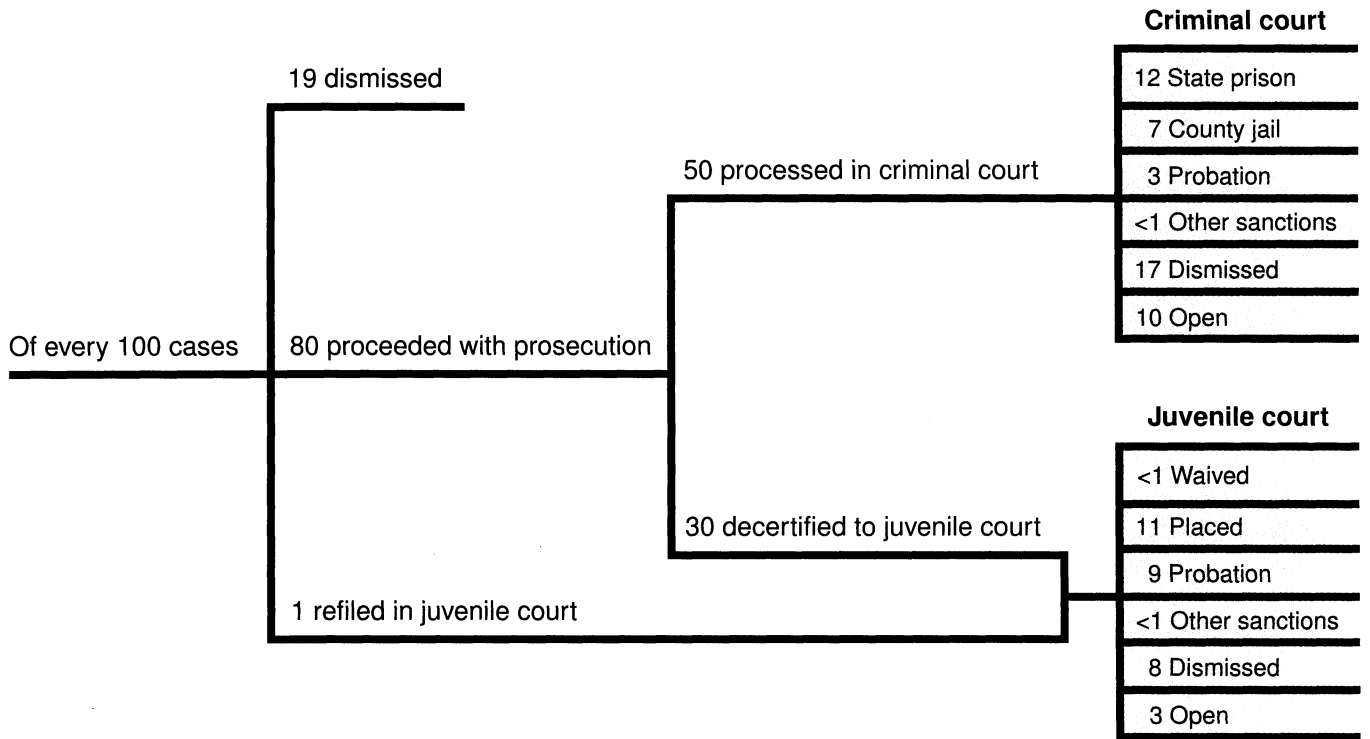 Of every 100 cases
19 dismissed
80 proceeded with prosecution
1 refiled in juvenile court
50 processed in criminal court
30 decertified to juvenile court
Criminal court
12 State prison
7 County jail
3 Probation
<1 Other sanctions
17 Dismissed
10 Open
Juvenile court
<1 Waived
11 Placed
9 Probation
<1 Other sanctions
8 Dismissed
3 Open